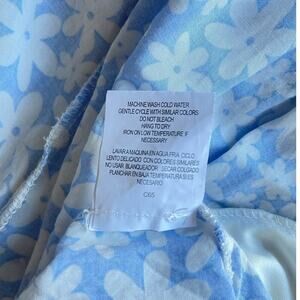 MACHINE WASH COLD WATER
GENTLE CYCLE WITH SIMILAR COLORS
DO NOT BLEACH
HANG TO DRY
IRON ON LOW TEMPERATURE IF
NECESSARY
LAVAR A MAQUINA EN AGUA FRIA CICLO
LENTO DELICADO CON COLORES SIMILARES
NO USAR BLANQUEADOR SECAR COLGADO
PLANCHAR EN BAJA TEMPERATURA SI ES
NECESARIO
C65